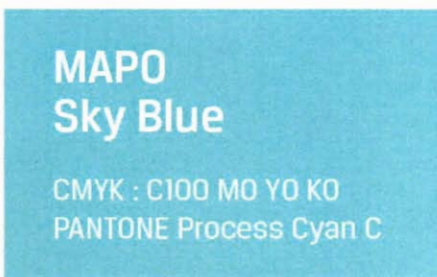 MAPO
Sky Blue
CMYK : C100 M0 Y0 K0
PANTONE Process Cyan C